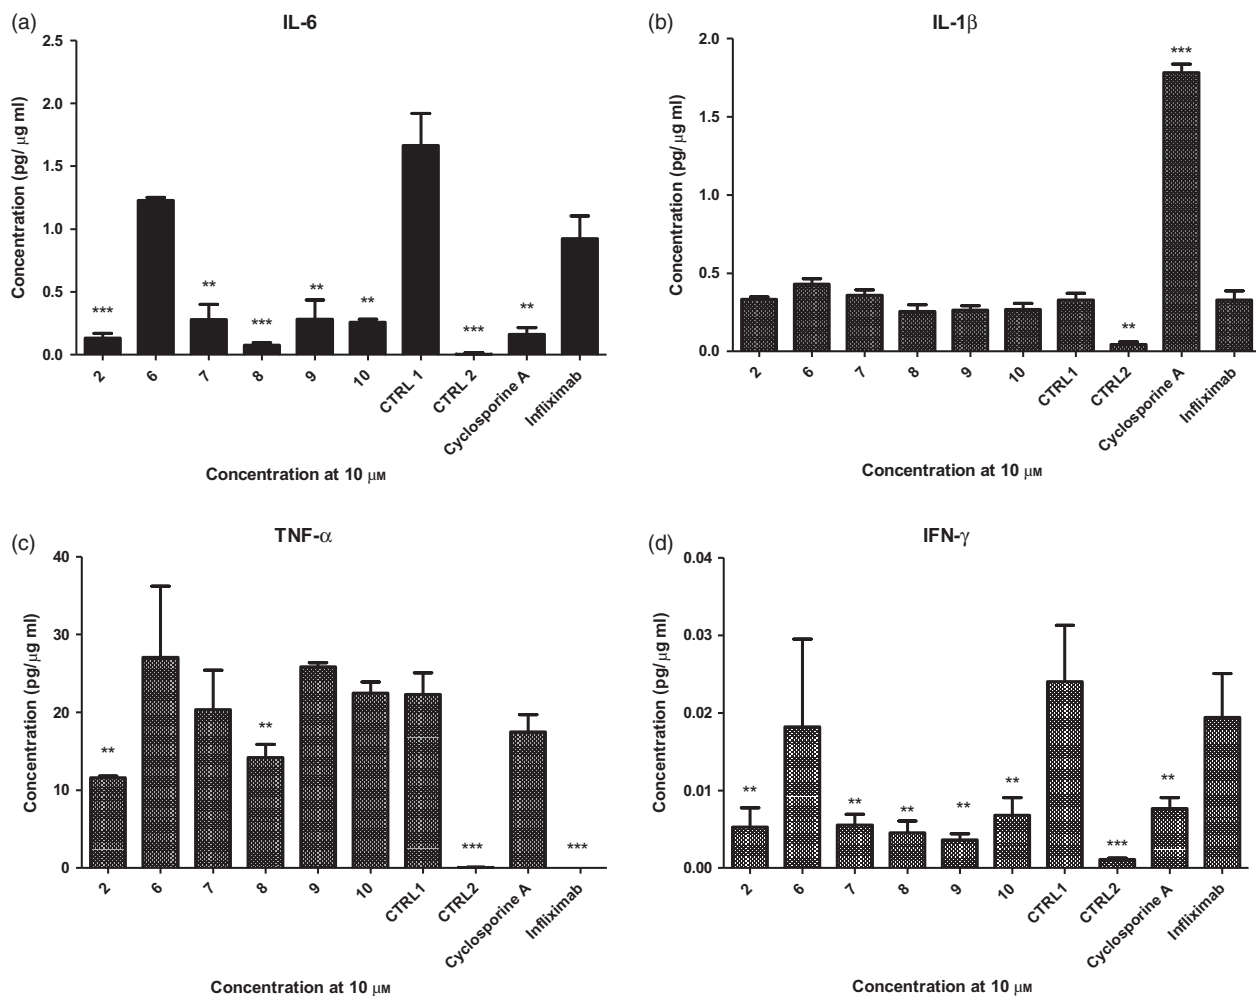 (a)
IL-6
Concentration (pg/ μg ml)
2.5
2.0
1.5
1.0
0.5
0.0
***
**
***
**
**
***
**
2
6
7
8
9
10
CTRL 1
CTRL 2
Cyclosporine A
Infliximab
Concentration at 10 μM
(b)
IL-1β
Concentration (pg/ μg ml)
2.0
1.5
1.0
0.5
0.0
**
***
2
6
7
8
9
10
CTRL1
CTRL2
Cyclosporine A
Infliximab
Concentration at 10 μM
(c)
TNF-α
Concentration (pg/μg ml)
40
30
20
10
0
**
**
***
***
2
6
7
8
9
10
CTRL1
CTRL2
Cyclosporine A
Infliximab
Concentration at 10 μM
(d)
IFN-γ
Concentration (pg/μg ml)
0.04
0.03
0.02
0.01
0.00
**
**
**
**
**
***
**
2
6
7
8
9
10
CTRL1
CTRL2
Cyclosporine A
Infliximab
Concentration at 10 μM